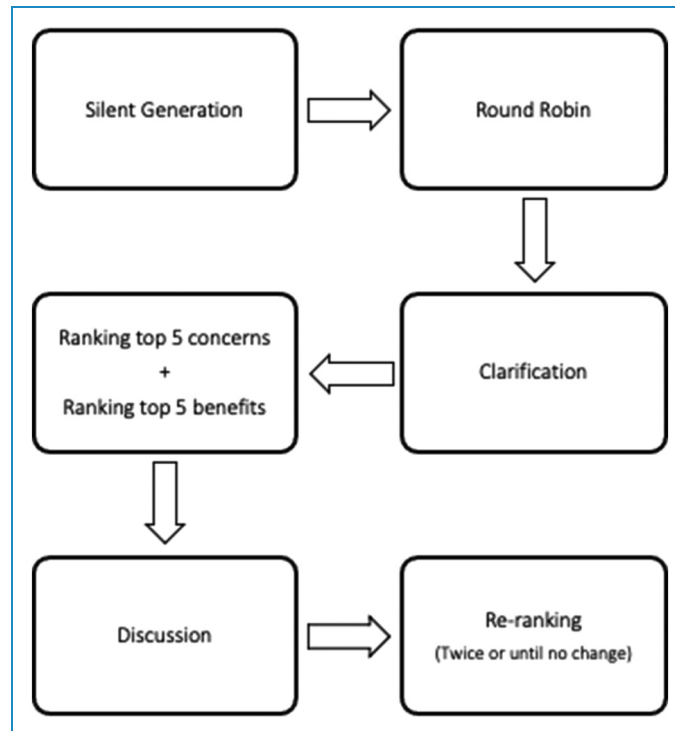 Silent Generation
Round Robin
Clarification
Ranking top 5 concerns
+
Ranking top 5 benefits
Discussion
Re-ranking
(Twice or until no change)